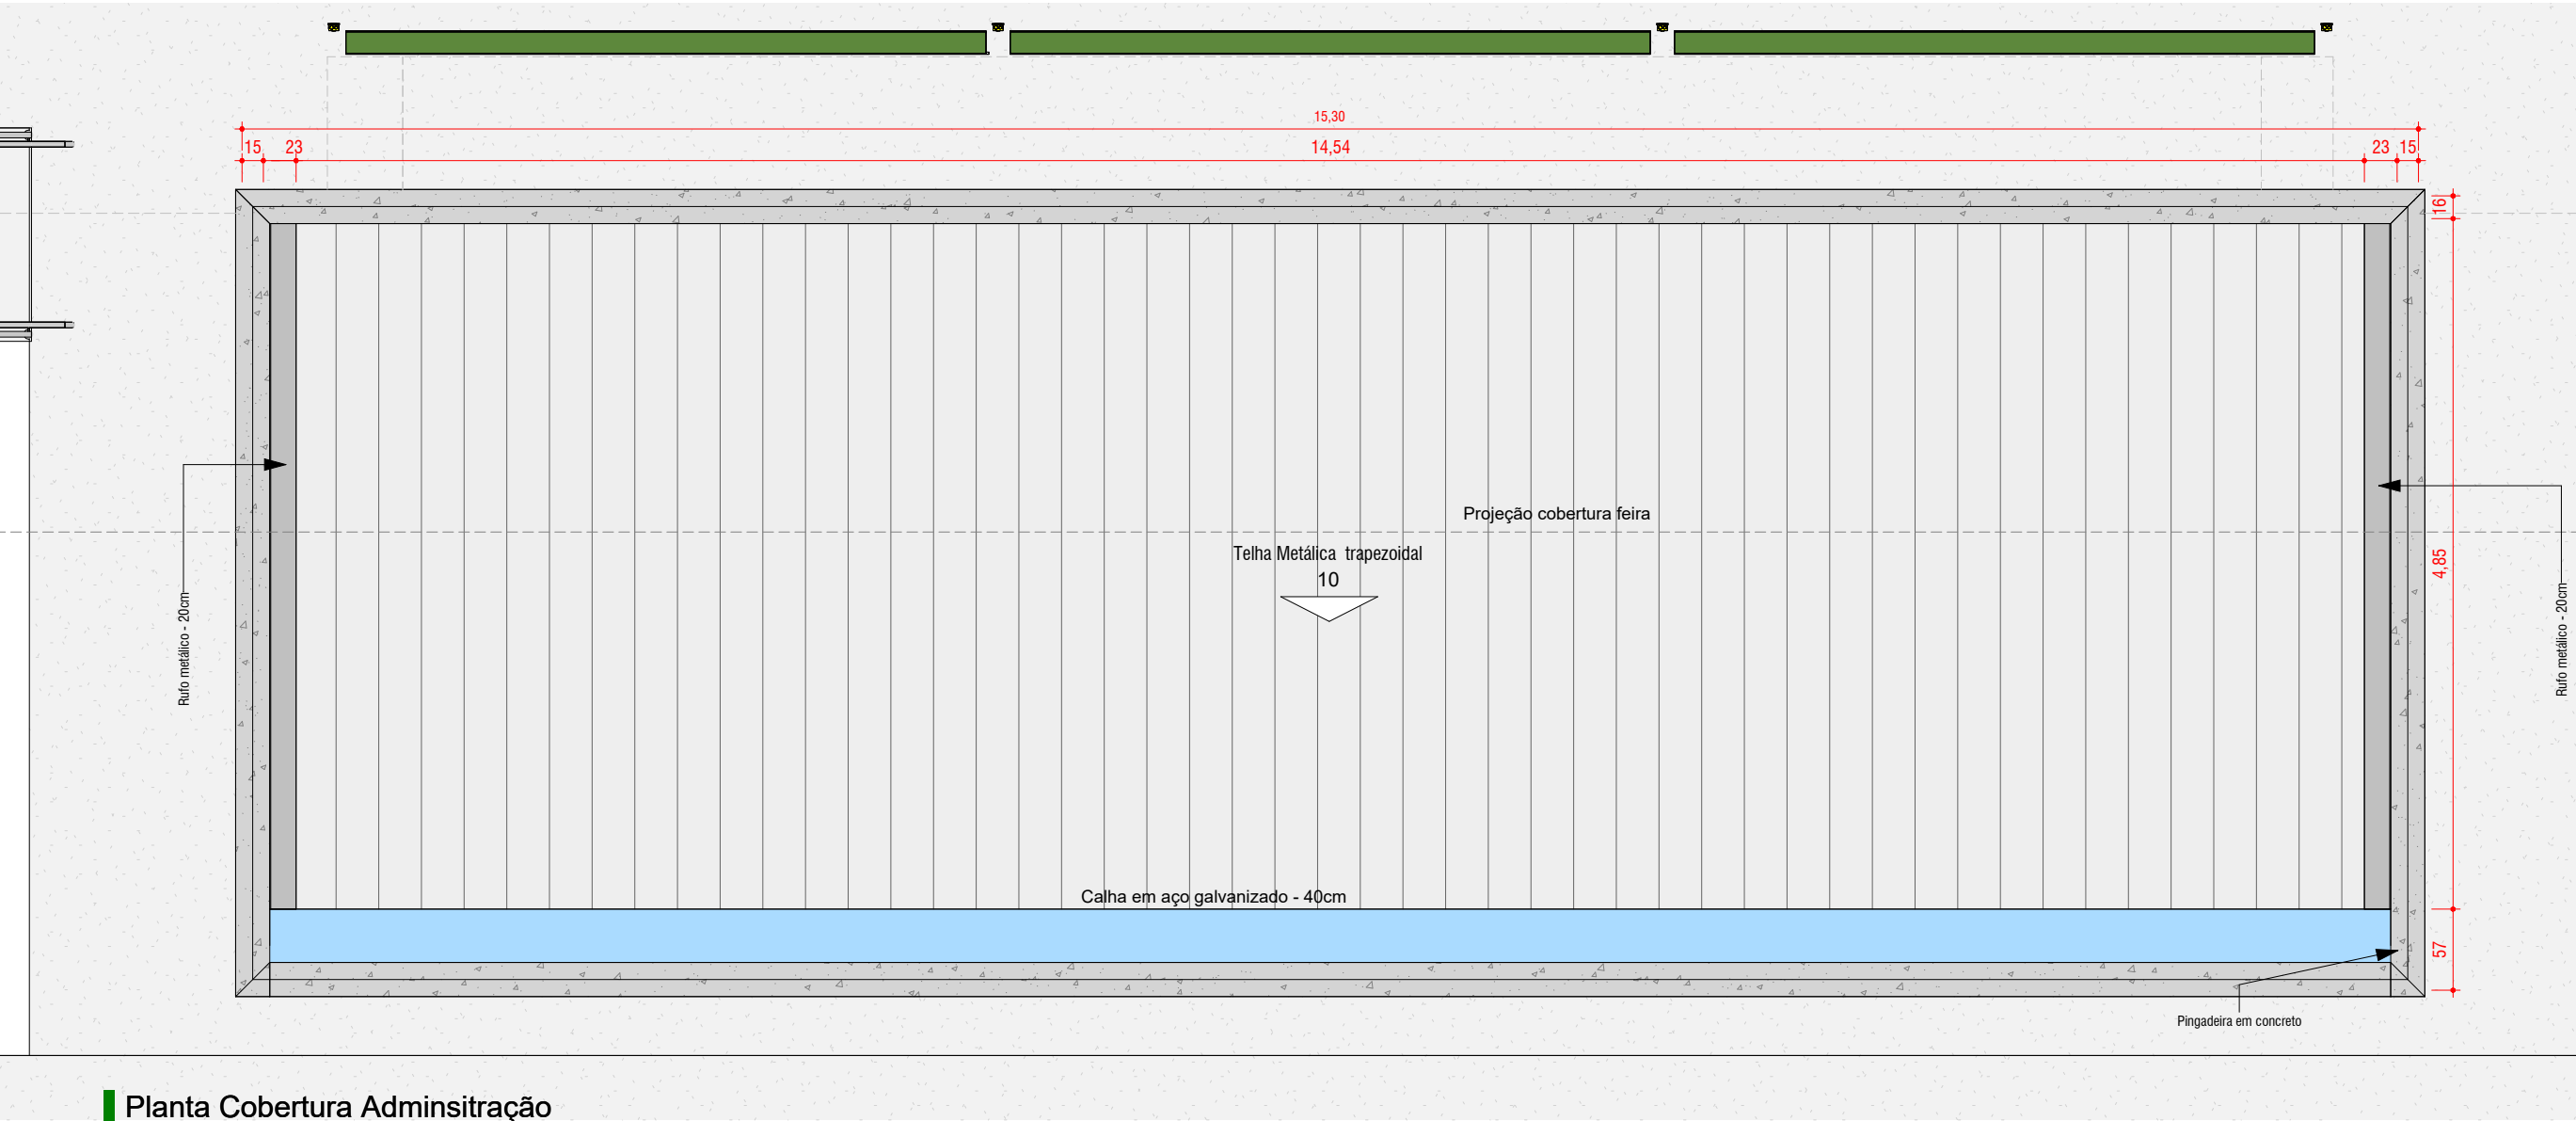 15,30
15
23
14,54
23
15
16
Projeção cobertura feira
Telha Metálica trapezoidal
10
4,85
Rufo metálico - 20cm
Rufo metálico - 20cm
Calha em aço galvanizado - 40cm
57
Pingadeira em concreto
Planta Cobertura Adminsitração